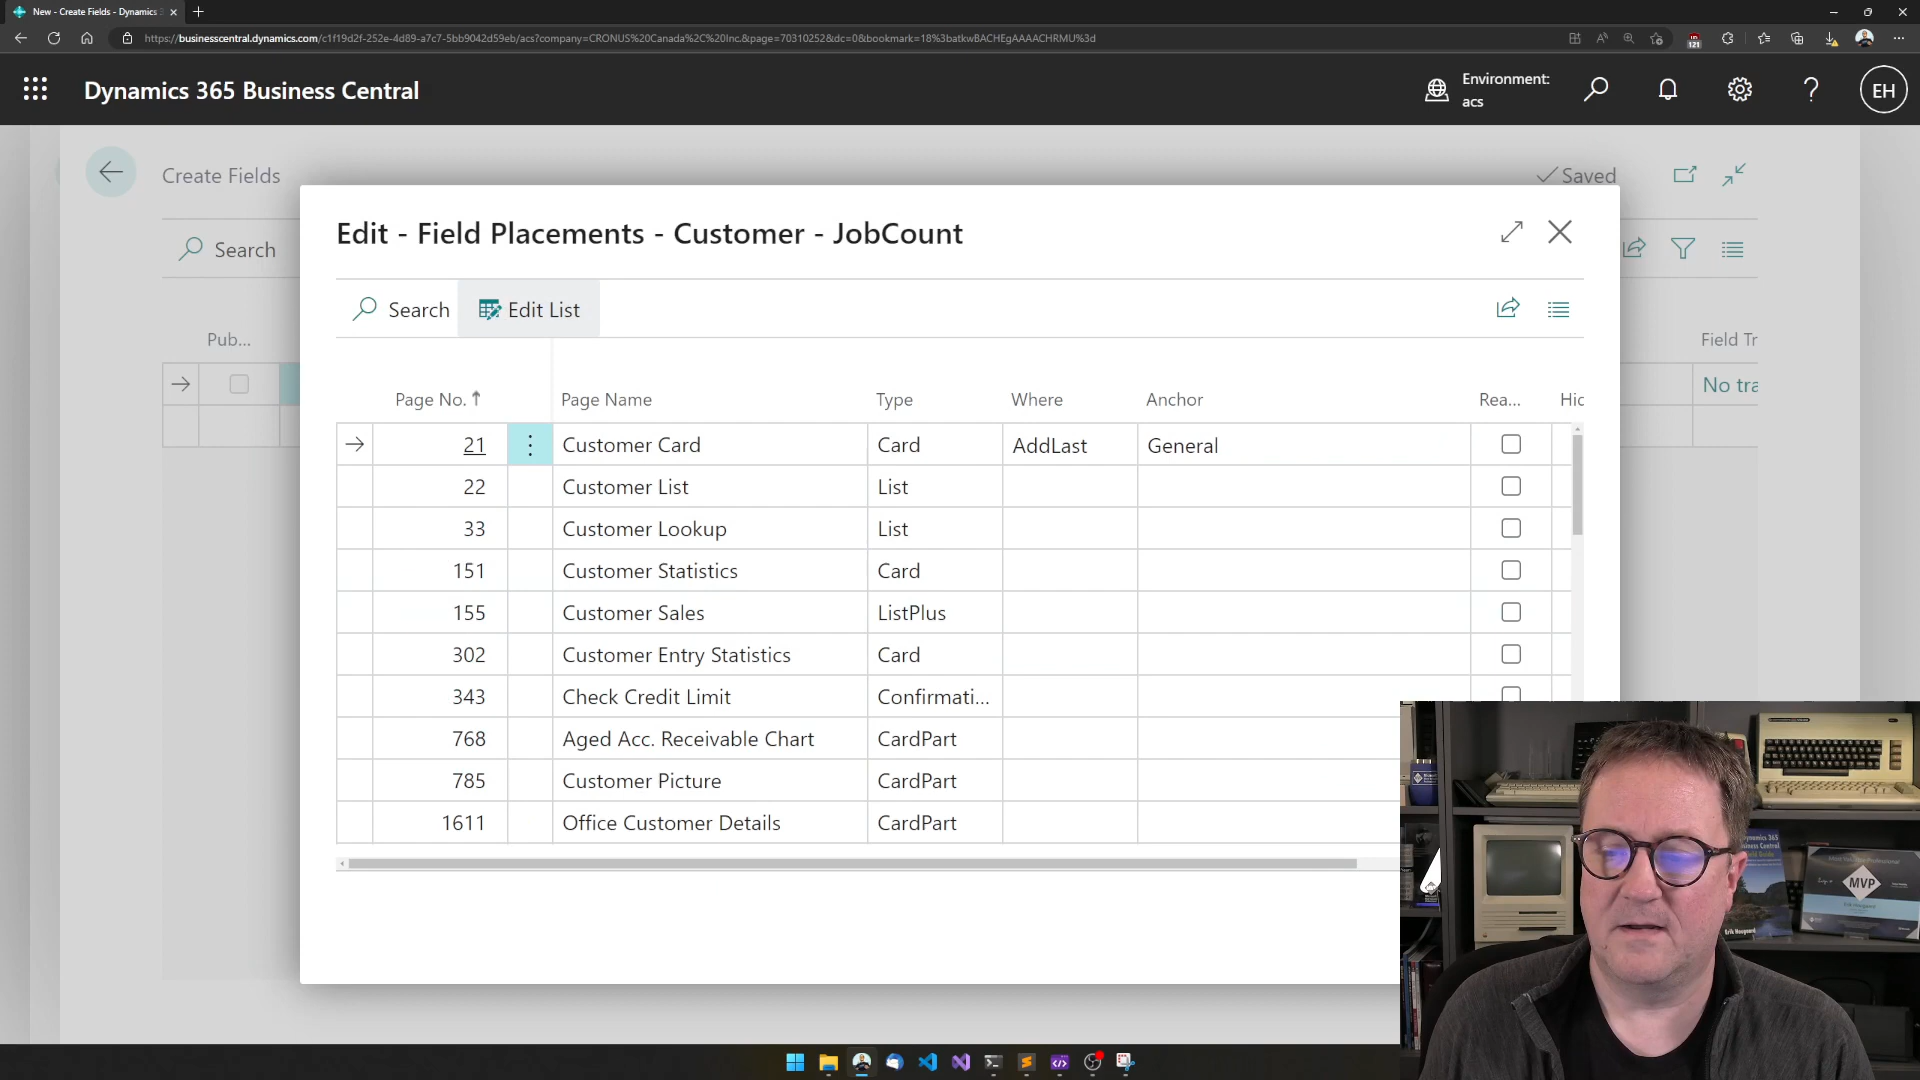 New - Create Fields - Dynamics 3
https://businesscentral.dynamics.com/c1f19d2f-252e-4d89-a7c7-5bb9042d59eb/acs?company=CRONUS%20Canada%2C%20Inc.&page=70310252&dc=0&bookmark=18%3batkwBACHEgAAAACHRMU%3d
121
Dynamics 365 Business Central
Environment:
acs
EH
Create Fields
Saved
Search
Pub...
Field Tr
No tra
Edit - Field Placements - Customer - JobCount
Search
Edit List
Page No. ↑ Page Name Type Where Anchor Rea... Hid
21 Customer Card Card AddLast General
22 Customer List List
33 Customer Lookup List
151 Customer Statistics Card
155 Customer Sales ListPlus
302 Customer Entry Statistics Card
343 Check Credit Limit Confirmati...
768 Aged Acc. Receivable Chart CardPart
785 Customer Picture CardPart
1611 Office Customer Details CardPart
Dynamics 365
MVP